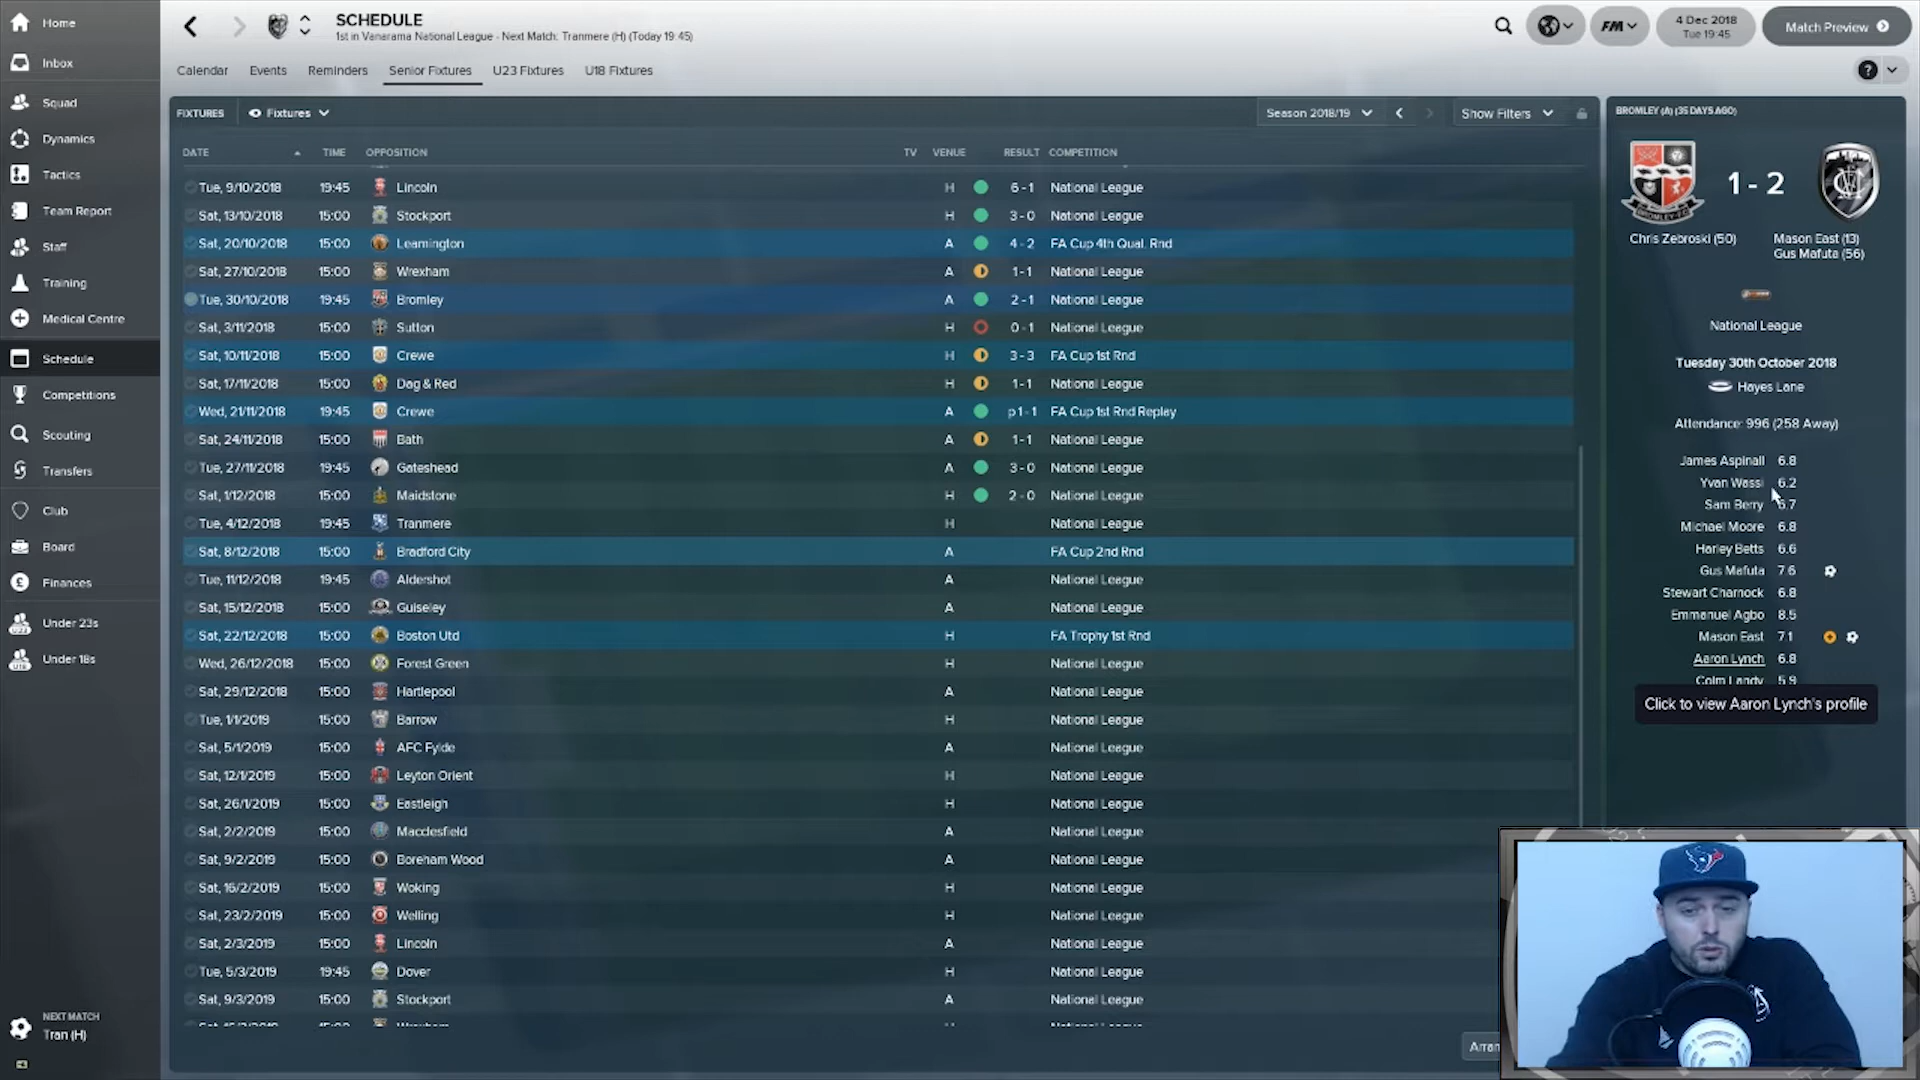 Home
Inbox
Squad
Dynamics
Tactics
Team Report
Staff
Training
Medical Centre
Schedule
Competitions
Scouting
Transfers
Club
Board
Finances
Under 23s
Under 18s
NEXT MATCH
Tran (H)
SCHEDULE
1st in Vanarama National League - Next Match: Tranmere (H) (Today 19:45)
FM
4 Dec 2018
Tue 19:45
Match Preview
Calendar Events Reminders Senior Fixtures U23 Fixtures U18 Fixtures
FIXTURES Fixtures Season 2018/19 Show Filters
DATE TIME OPPOSITION TV VENUE RESULT COMPETITION
Tue, 9/10/2018 19:45 Lincoln H 6-1 National League
Sat, 13/10/2018 15:00 Stockport H 3-0 National League
Sat, 20/10/2018 15:00 Leamington A 4-2 FA Cup 4th Qual. Rnd
Sat, 27/10/2018 15:00 Wrexham A 1-1 National League
Tue, 30/10/2018 19:45 Bromley A 2-1 National League
Sat, 3/11/2018 15:00 Sutton H 0-1 National League
Sat, 10/11/2018 15:00 Crewe H 3-3 FA Cup 1st Rnd
Sat, 17/11/2018 15:00 Dag & Red H 1-1 National League
Wed, 21/11/2018 19:45 Crewe A p1-1 FA Cup 1st Rnd Replay
Sat, 24/11/2018 15:00 Bath A 1-1 National League
Tue, 27/11/2018 19:45 Gateshead A 3-0 National League
Sat, 1/12/2018 15:00 Maidstone H 2-0 National League
Tue, 4/12/2018 19:45 Tranmere H National League
Sat, 8/12/2018 15:00 Bradford City A FA Cup 2nd Rnd
Tue, 11/12/2018 19:45 Aldershot A National League
Sat, 15/12/2018 15:00 Guiseley A National League
Sat, 22/12/2018 15:00 Boston Utd H FA Trophy 1st Rnd
Wed, 26/12/2018 15:00 Forest Green H National League
Sat, 29/12/2018 15:00 Hartlepool A National League
Tue, 1/1/2019 15:00 Barrow H National League
Sat, 5/1/2019 15:00 AFC Fylde A National League
Sat, 12/1/2019 15:00 Leyton Orient H National League
Sat, 26/1/2019 15:00 Eastleigh H National League
Sat, 2/2/2019 15:00 Macclesfield A National League
Sat, 9/2/2019 15:00 Boreham Wood A National League
Sat, 16/2/2019 15:00 Woking H National League
Sat, 23/2/2019 15:00 Welling H National League
Sat, 2/3/2019 15:00 Lincoln A National League
Tue, 5/3/2019 19:45 Dover H National League
Sat, 9/3/2019 15:00 Stockport A National League
Arran
BROMLEY (A) (35 DAYS AGO)
1 - 2
Chris Zebroski (50) Mason East (13)
Gus Mafuta (56)
National League
Tuesday 30th October 2018
Hayes Lane
Attendance: 996 (258 Away)
James Aspinall 6.8
Yvan Wassi 6.2
Sam Berry 6.7
Michael Moore 6.8
Harley Betts 6.6
Gus Mafuta 7.6
Stewart Charnock 6.8
Emmanuel Agbo 8.5
Mason East 7.1
Aaron Lynch 6.8
Colm Landy 5.9
Click to view Aaron Lynch's profile